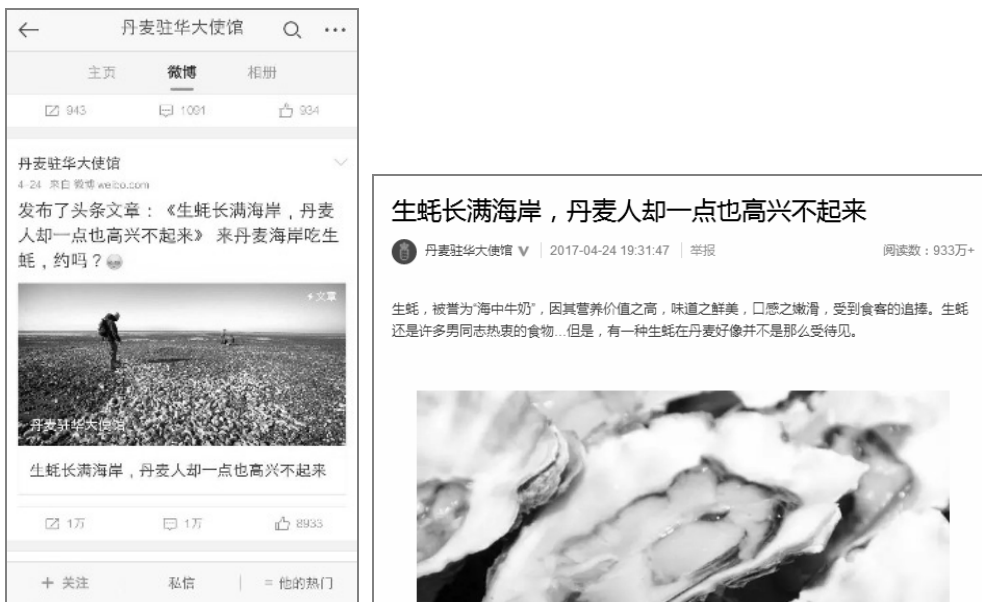 丹麦驻华大使馆
主页 微博 相册
943 1091 934
丹麦驻华大使馆
4-24 来自 微博 weibo.com
发布了头条文章：《生蚝长满海岸，丹麦
人却一点也高兴不起来》 来丹麦海岸吃生
蚝，约吗？
+文章
丹麦驻华大使馆
生蚝长满海岸，丹麦人却一点也高兴不起来
1万 1万 8933
+ 关注 私信 = 他的热门
生蚝长满海岸，丹麦人却一点也高兴不起来
丹麦驻华大使馆 V 2017-04-24 19:31:47 举报 阅读数：933万+
生蚝，被誉为“海中牛奶”，因其营养价值之高，味道之鲜美，口感之嫩滑，受到食客的追捧。生蚝
还是许多男同志热衷的食物...但是，有一种生蚝在丹麦好像并不是那么受待见。